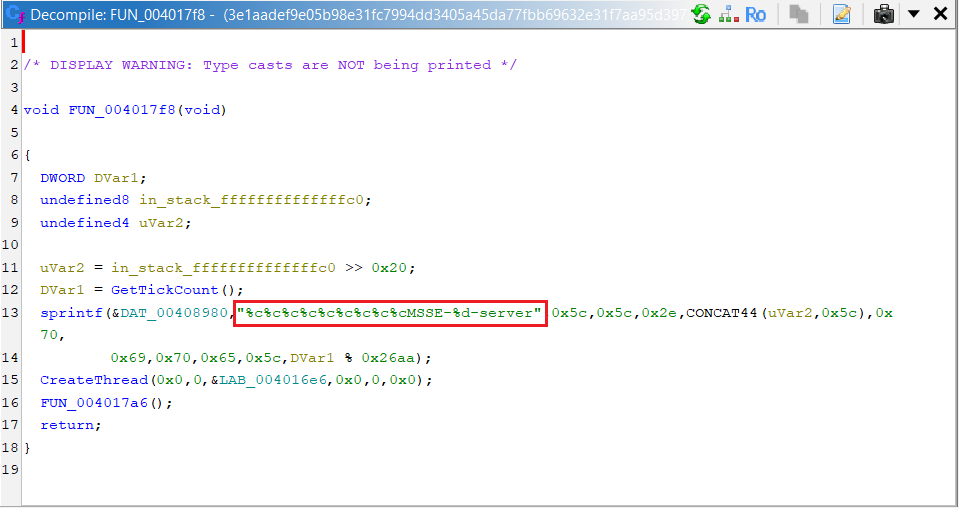 Decompile: FUN_004017f8 - (3e1aadef9e05b98e31fc7994dd3405a45da77fbb69632e31f7aa95d397 Ro
1
2 /* DISPLAY WARNING: Type casts are NOT being printed */
3
4 void FUN_004017f8(void)
5
6 {
7 DWORD DVar1;
8 undefined8 in_stack_ffffffffffffffc0;
9 undefined4 uVar2;
10
11 uVar2 = in_stack_ffffffffffffffc0 >> 0x20;
12 DVar1 = GetTickCount();
13 sprintf(&DAT_00408980,"%c%c%c%c%c%c%c%c%cMSSE-%d-server",0x5c,0x5c,0x2e,CONCAT44(uVar2,0x5c),0x
70,
14 0x69,0x70,0x65,0x5c,DVar1 % 0x26aa);
15 CreateThread(0x0,0,&LAB_004016e6,0x0,0,0x0);
16 FUN_004017a6();
17 return;
18 }
19